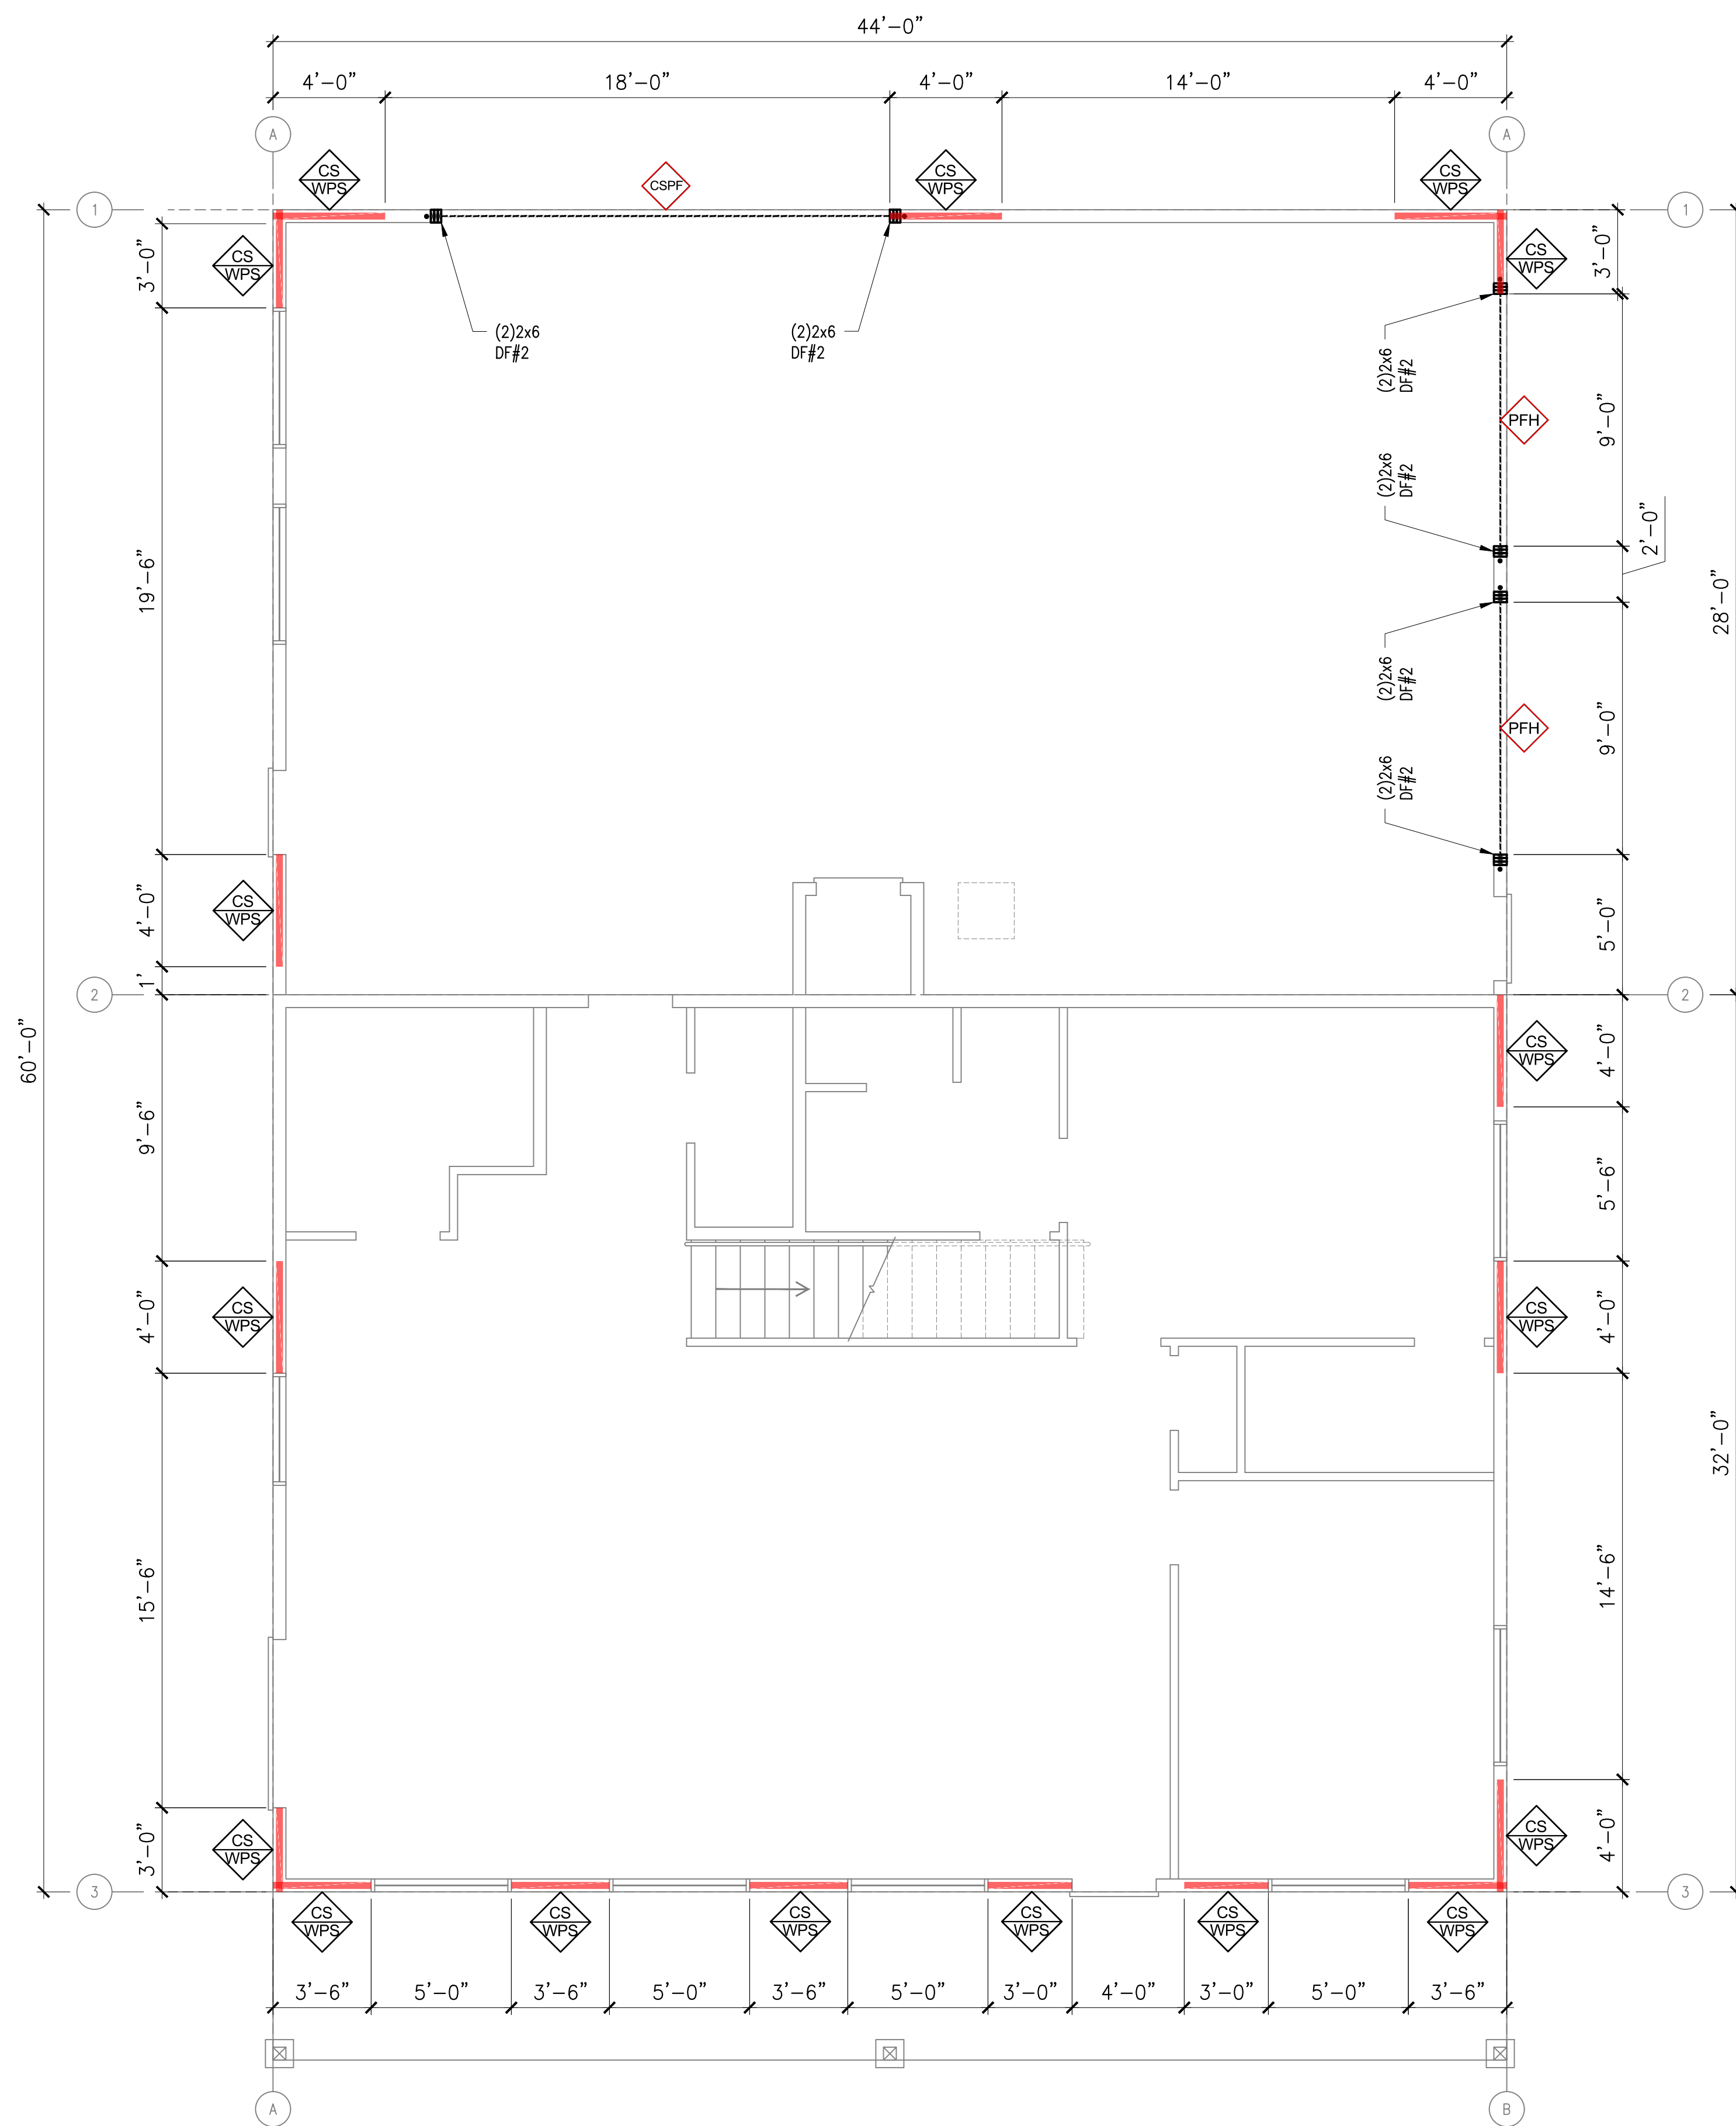 44'-0"
4'-0" 18'-0" 4'-0" 14'-0" 4'-0"
A A
CS
WPS
CSPF
CS
WPS
CS
WPS
1 1
3'-0"
CS
WPS
CS
WPS
3'-0"
(2)2x6
DF#2
(2)2x6
DF#2
(2)2x6
DF#2
PFH
9'-0"
(2)2x6
DF#2
2'-0"
19'-6"
28'-0"
(2)2x6
DF#2
PFH
9'-0"
(2)2x6
DF#2
4'-0"
CS
WPS
5'-0"
1'
2 2
60'-0"
CS
WPS
4'-0"
9'-6"
5'-6"
4'-0"
CS
WPS
CS
WPS
4'-0"
32'-0"
15'-6"
14'-6"
3'-0"
CS
WPS
CS
WPS
4'-0"
3 3
CS
WPS
CS
WPS
CS
WPS
CS
WPS
CS
WPS
CS
WPS
3'-6" 5'-0" 3'-6" 5'-0" 3'-6" 5'-0" 3'-0" 4'-0" 3'-0" 5'-0" 3'-6"
A B